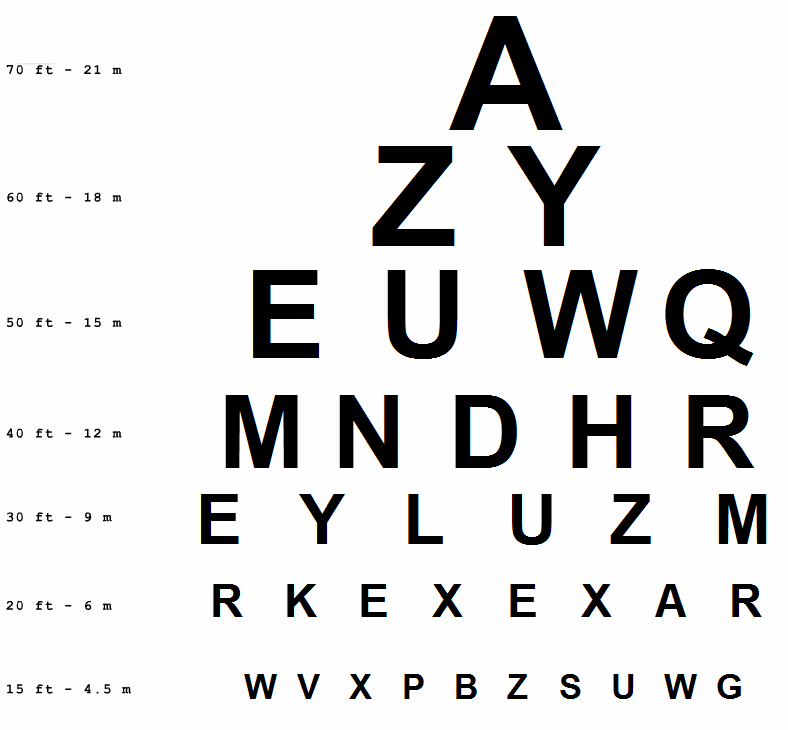 70 ft - 21 m A
60 ft - 18 m Z Y
50 ft - 15 m E U W Q
40 ft - 12 m M N D H R
30 ft - 9 m E Y L U Z M
20 ft - 6 m R K E X E X A R
15 ft - 4.5 m W V X P B Z S U W G